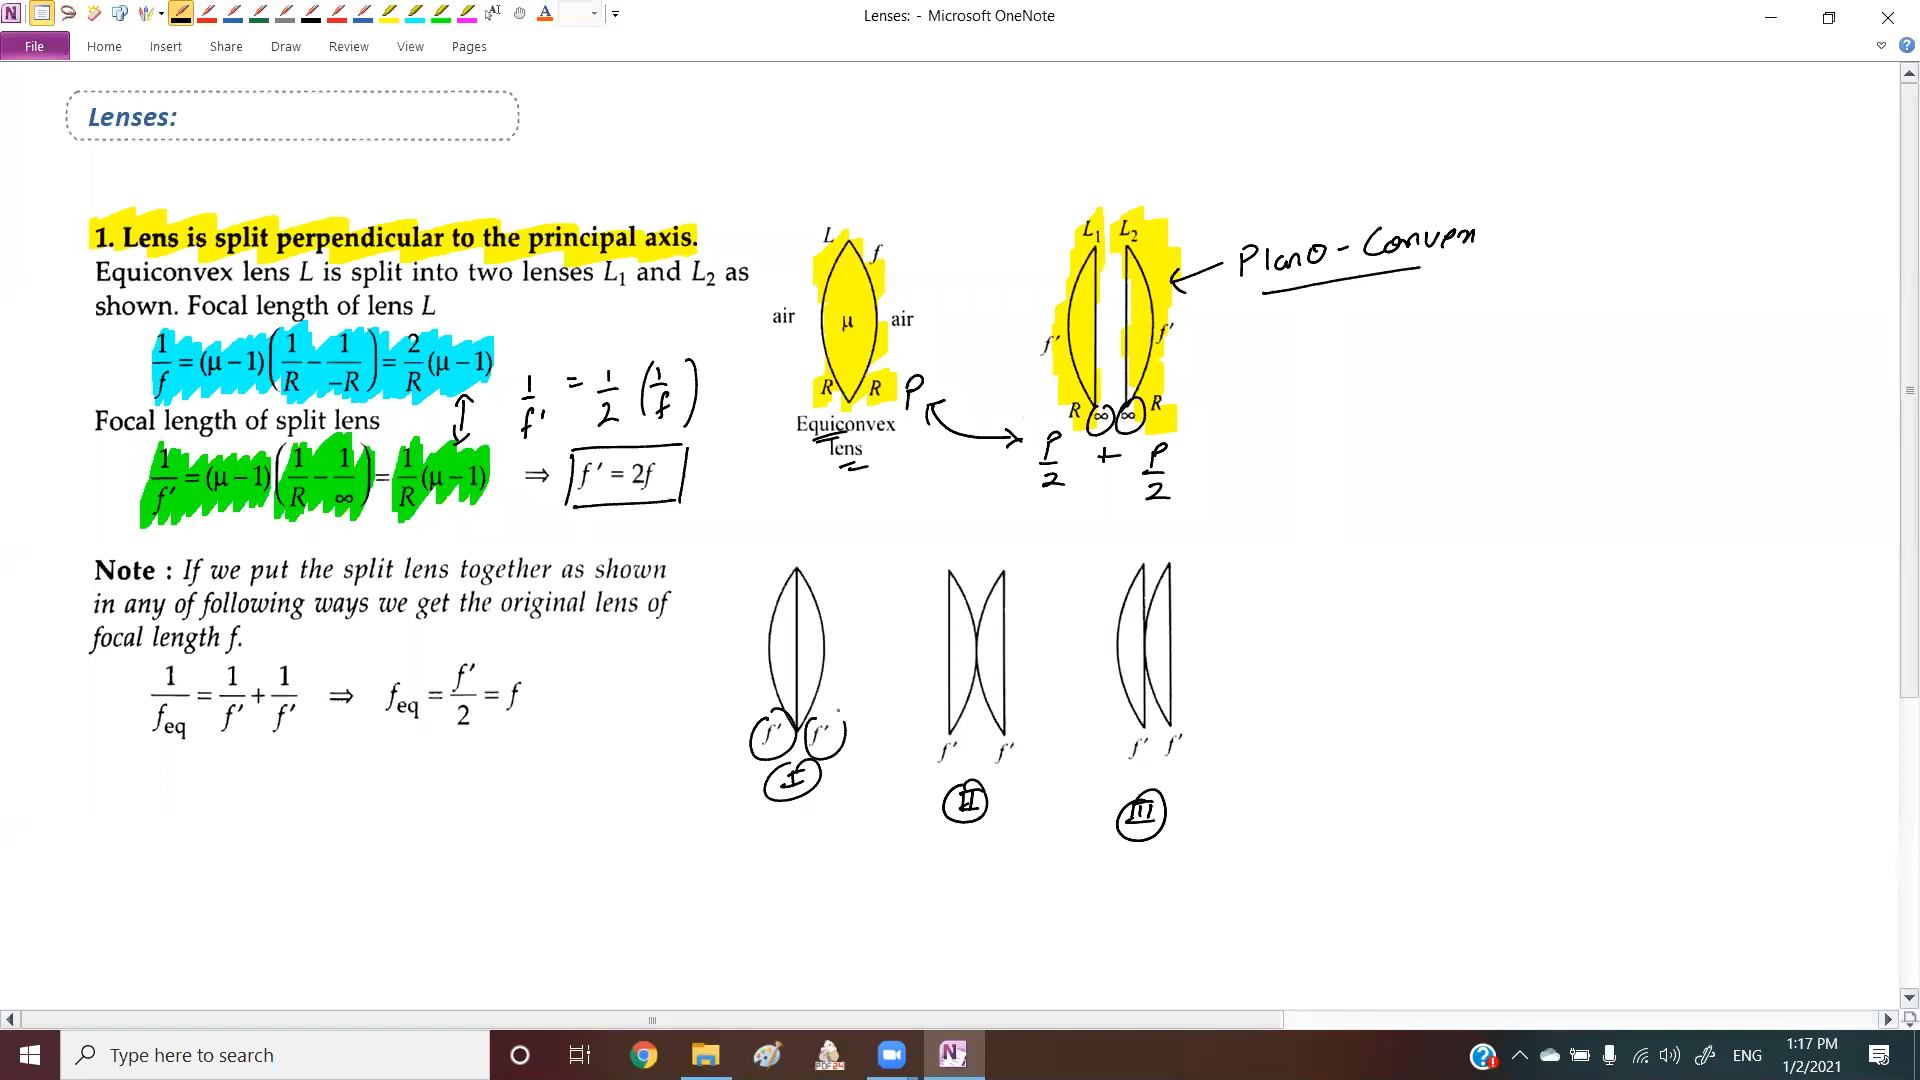 Lenses: - Microsoft OneNote
File Home Insert Share Draw Review View Pages
Lenses:
1. Lens is split perpendicular to the principal axis.
Equiconvex lens L is split into two lenses L₁ and L₂ as
shown. Focal length of lens L
1/f = (μ – 1)(1/R – 1/–R) = 2/R (μ – 1)
1/f' = 1/2 (1/f)
Focal length of split lens
1/f' = (μ – 1)(1/R – 1/∞) = 1/R (μ – 1) ⇒ f' = 2f
L f
air μ air
R R P
Equiconvex
lens
L₁ L₂
Plano - Convex
f' f'
R ∞ ∞ R
P/2 + P/2
Note : If we put the split lens together as shown
in any of following ways we get the original lens of
focal length f.
1/f_eq = 1/f' + 1/f' ⇒ f_eq = f'/2 = f
f' f' f' f' f' f'
I II III
Type here to search
PDF24
ENG
1:17 PM
1/2/2021